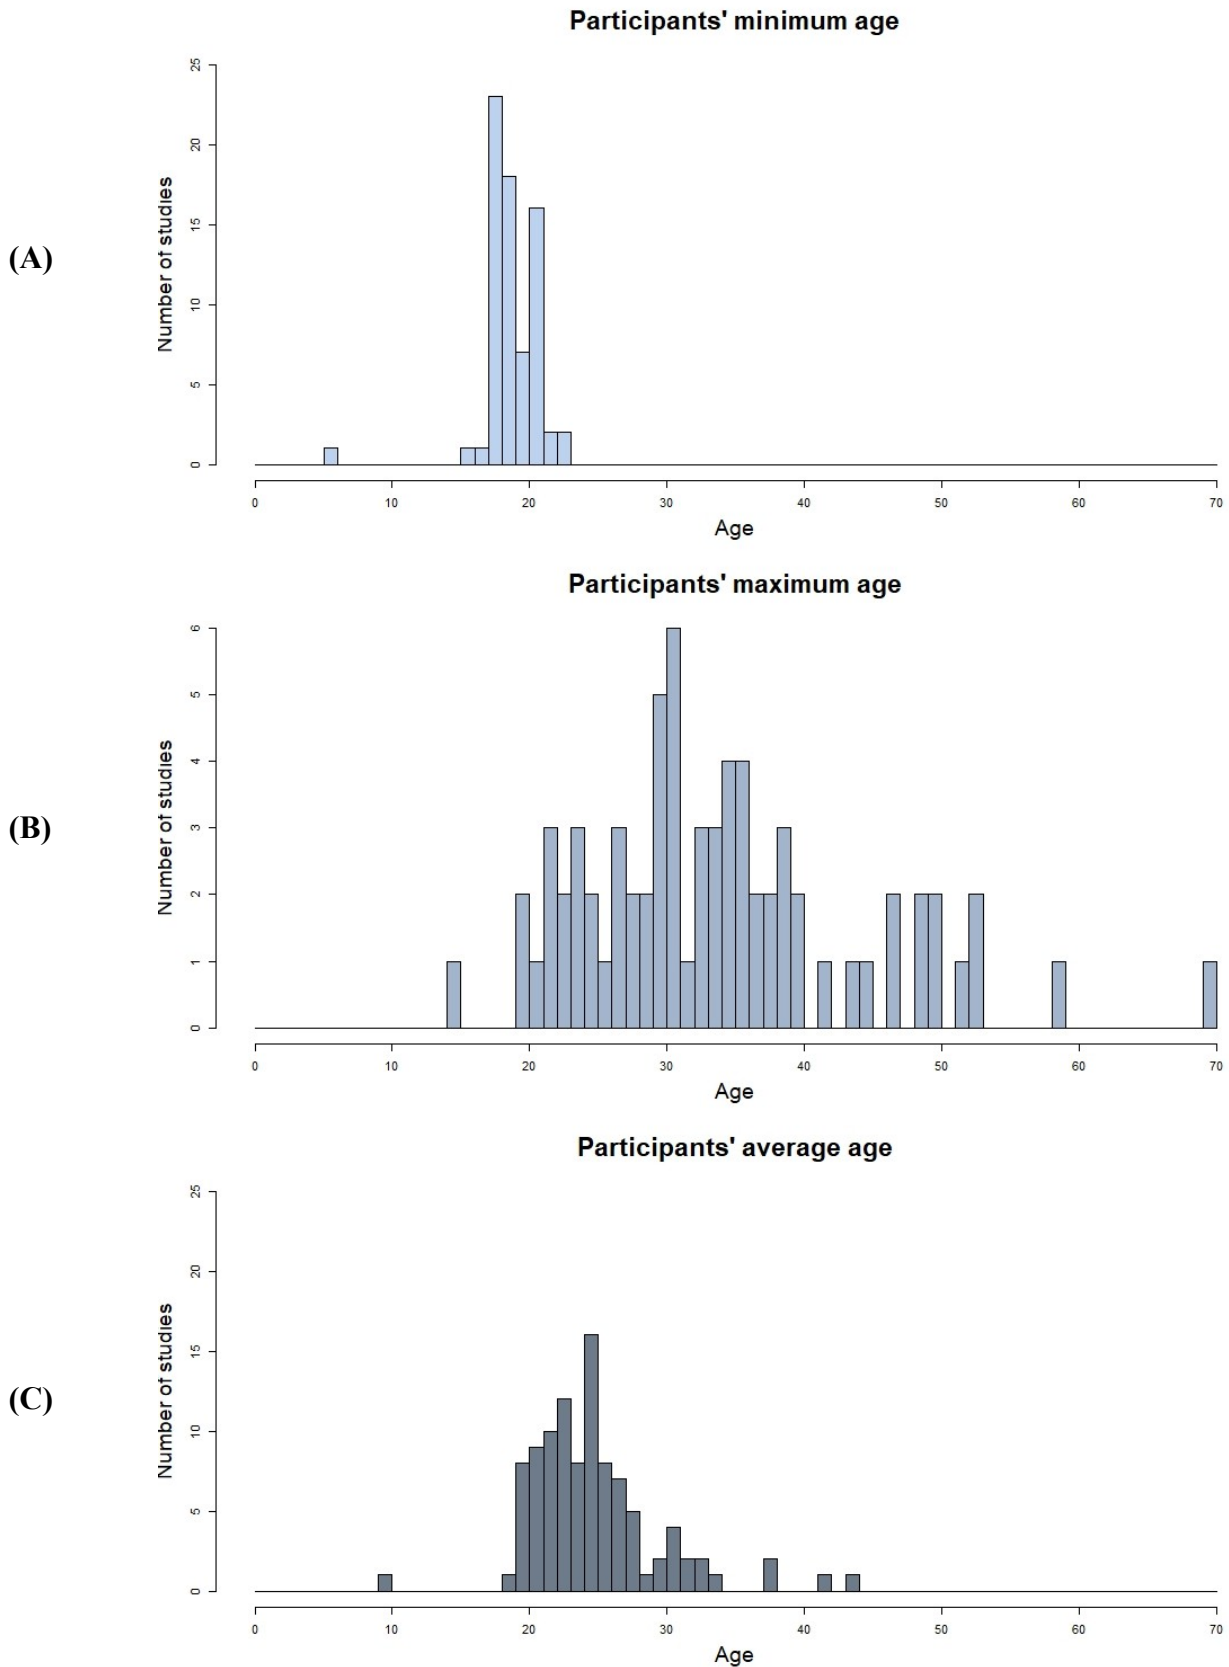 Participants' minimum age
25
20
15
10
5
0
Number of studies
(A)
0 10 20 30 40 50 60 70
Age
Participants' maximum age
6
5
4
3
2
1
0
Number of studies
(B)
0 10 20 30 40 50 60 70
Age
Participants' average age
25
20
15
10
5
0
Number of studies
(C)
0 10 20 30 40 50 60 70
Age